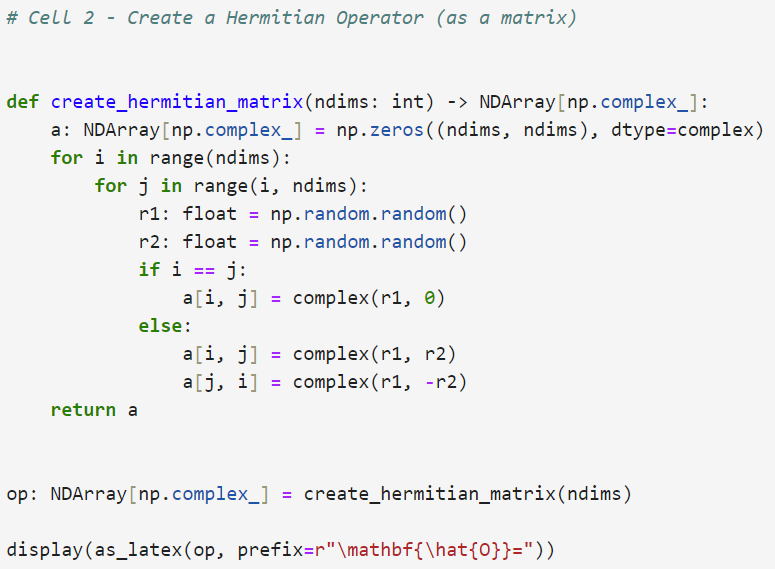 # Cell 2 - Create a Hermitian Operator (as a matrix)
def create_hermitian_matrix(ndims: int) -> NDArray[np.complex_]:
    a: NDArray[np.complex_] = np.zeros((ndims, ndims), dtype=complex)
    for i in range(ndims):
        for j in range(i, ndims):
            r1: float = np.random.random()
            r2: float = np.random.random()
            if i == j:
                a[i, j] = complex(r1, 0)
            else:
                a[i, j] = complex(r1, r2)
                a[j, i] = complex(r1, -r2)
    return a
op: NDArray[np.complex_] = create_hermitian_matrix(ndims)
display(as_latex(op, prefix=r"\mathbf{\hat{O}}="))